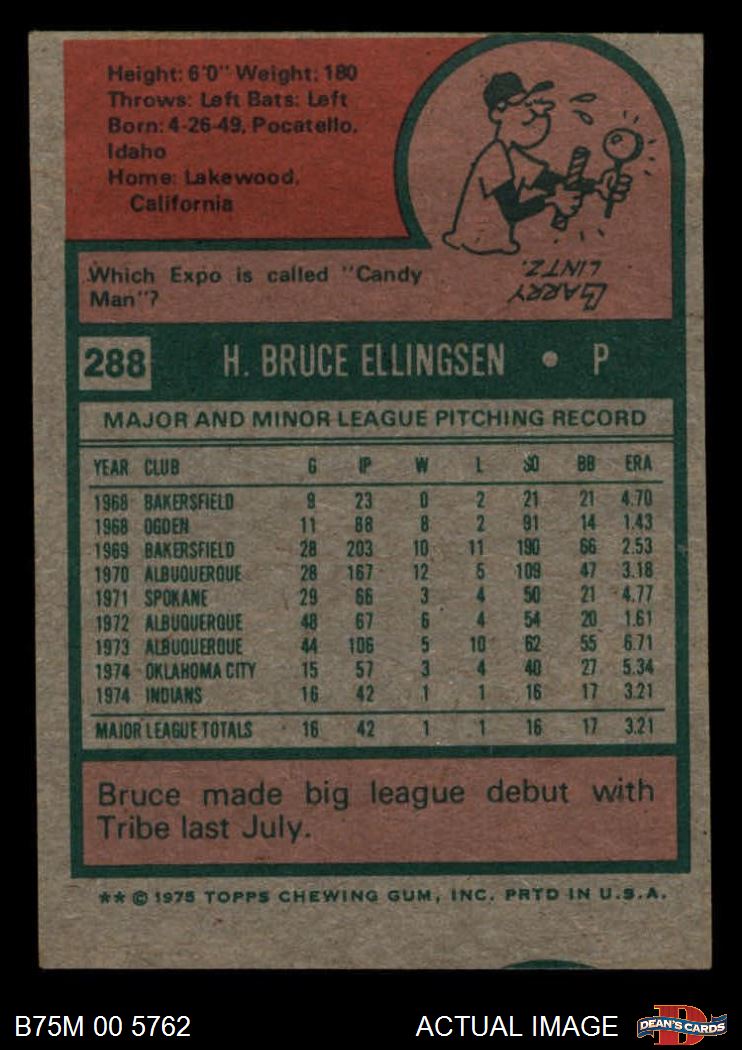 Height: 6'0" Weight: 180
Throws: Left Bats: Left
Born: 4-26-49, Pocatello,
Idaho
Home: Lakewood,
California
Which Expo is called "Candy
Man"?
LARRY
LINTZ.
288 H. BRUCE ELLINGSEN • P
MAJOR AND MINOR LEAGUE PITCHING RECORD
YEAR CLUB G IP W L SO BB ERA
1968 BAKERSFIELD 9 23 0 2 21 21 4.70
1968 OGDEN 11 88 8 2 91 14 1.43
1969 BAKERSFIELD 28 203 10 11 190 66 2.53
1970 ALBUQUERQUE 28 167 12 5 109 47 3.18
1971 SPOKANE 29 66 3 4 50 21 4.77
1972 ALBUQUERQUE 48 67 6 4 54 20 1.61
1973 ALBUQUERQUE 44 106 5 10 62 55 6.71
1974 OKLAHOMA CITY 15 57 3 4 40 27 5.34
1974 INDIANS 16 42 1 1 16 17 3.21
MAJOR LEAGUE TOTALS 16 42 1 1 16 17 3.21
Bruce made big league debut with
Tribe last July.
** © 1975 TOPPS CHEWING GUM, INC. PRTD IN U.S.A.
B75M 00 5762 ACTUAL IMAGE
D
DEAN'S CARDS